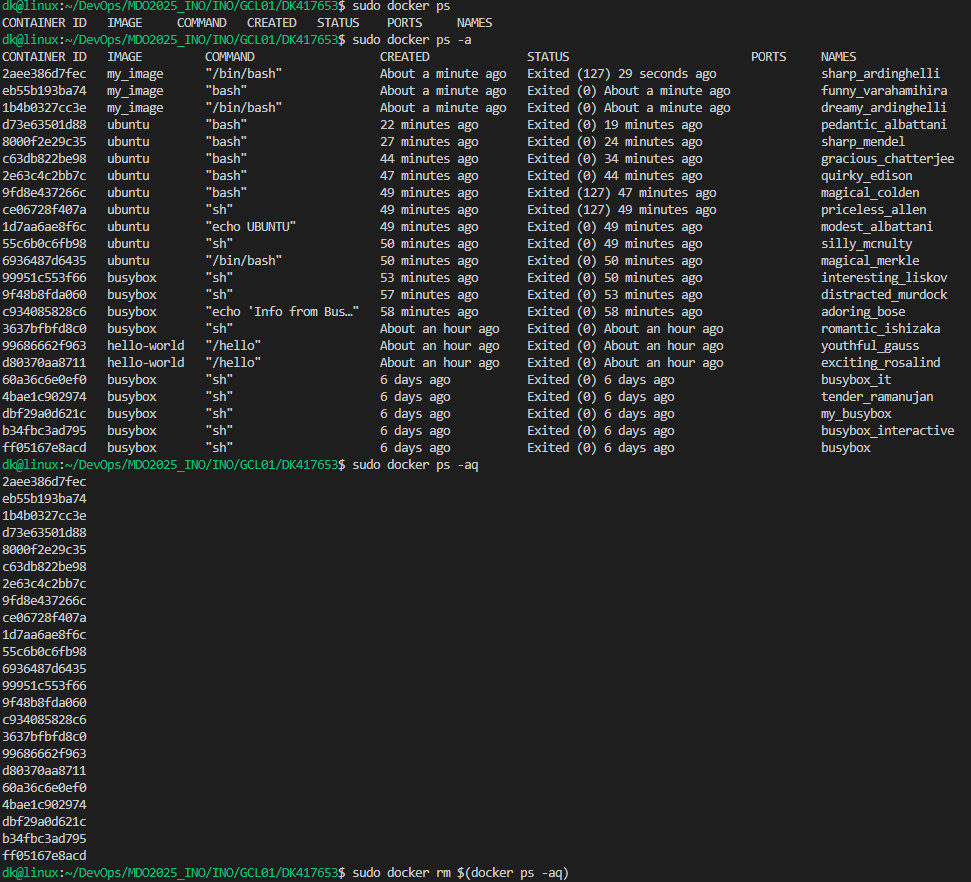 dk@linux:~/DevOps/MDO2025_INO/INO/GCL01/DK417653$ sudo docker ps
CONTAINER ID   IMAGE     COMMAND   CREATED   STATUS    PORTS     NAMES
dk@linux:~/DevOps/MDO2025_INO/INO/GCL01/DK417653$ sudo docker ps -a
CONTAINER ID   IMAGE         COMMAND                  CREATED              STATUS                          PORTS     NAMES
2aee386d7fec   my_image      "/bin/bash"              About a minute ago   Exited (127) 29 seconds ago               sharp_ardinghelli
eb55b193ba74   my_image      "bash"                   About a minute ago   Exited (0) About a minute ago             funny_varahamihira
1b4b0327cc3e   my_image      "/bin/bash"              About a minute ago   Exited (0) About a minute ago             dreamy_ardinghelli
d73e63501d88   ubuntu        "bash"                   22 minutes ago       Exited (0) 19 minutes ago                 pedantic_albattani
8000f2e29c35   ubuntu        "bash"                   27 minutes ago       Exited (0) 24 minutes ago                 sharp_mendel
c63db822be98   ubuntu        "bash"                   44 minutes ago       Exited (0) 34 minutes ago                 gracious_chatterjee
2e63c4c2bb7c   ubuntu        "bash"                   47 minutes ago       Exited (0) 44 minutes ago                 quirky_edison
9fd8e437266c   ubuntu        "bash"                   49 minutes ago       Exited (127) 47 minutes ago               magical_colden
ce06728f407a   ubuntu        "sh"                     49 minutes ago       Exited (127) 49 minutes ago               priceless_allen
1d7aa6ae8f6c   ubuntu        "echo UBUNTU"            49 minutes ago       Exited (0) 49 minutes ago                 modest_albattani
55c6b0c6fb98   ubuntu        "sh"                     50 minutes ago       Exited (0) 49 minutes ago                 silly_mcnulty
6936487d6435   ubuntu        "/bin/bash"              50 minutes ago       Exited (0) 50 minutes ago                 magical_merkle
99951c553f66   busybox       "sh"                     53 minutes ago       Exited (0) 50 minutes ago                 interesting_liskov
9f48b8fda060   busybox       "sh"                     57 minutes ago       Exited (0) 53 minutes ago                 distracted_murdock
c934085828c6   busybox       "echo 'Info from Bus…"   58 minutes ago       Exited (0) 58 minutes ago                 adoring_bose
3637bfbfd8c0   busybox       "sh"                     About an hour ago    Exited (0) About an hour ago              romantic_ishizaka
99686662f963   hello-world   "/hello"                 About an hour ago    Exited (0) About an hour ago              youthful_gauss
d80370aa8711   hello-world   "/hello"                 About an hour ago    Exited (0) About an hour ago              exciting_rosalind
60a36c6e0ef0   busybox       "sh"                     6 days ago           Exited (0) 6 days ago                     busybox_it
4bae1c902974   busybox       "sh"                     6 days ago           Exited (0) 6 days ago                     tender_ramanujan
dbf29a0d621c   busybox       "sh"                     6 days ago           Exited (0) 6 days ago                     my_busybox
b34fbc3ad795   busybox       "sh"                     6 days ago           Exited (0) 6 days ago                     busybox_interactive
ff05167e8acd   busybox       "sh"                     6 days ago           Exited (0) 6 days ago                     busybox
dk@linux:~/DevOps/MDO2025_INO/INO/GCL01/DK417653$ sudo docker ps -aq
2aee386d7fec
eb55b193ba74
1b4b0327cc3e
d73e63501d88
8000f2e29c35
c63db822be98
2e63c4c2bb7c
9fd8e437266c
ce06728f407a
1d7aa6ae8f6c
55c6b0c6fb98
6936487d6435
99951c553f66
9f48b8fda060
c934085828c6
3637bfbfd8c0
99686662f963
d80370aa8711
60a36c6e0ef0
4bae1c902974
dbf29a0d621c
b34fbc3ad795
ff05167e8acd
dk@linux:~/DevOps/MDO2025_INO/INO/GCL01/DK417653$ sudo docker rm $(docker ps -aq)